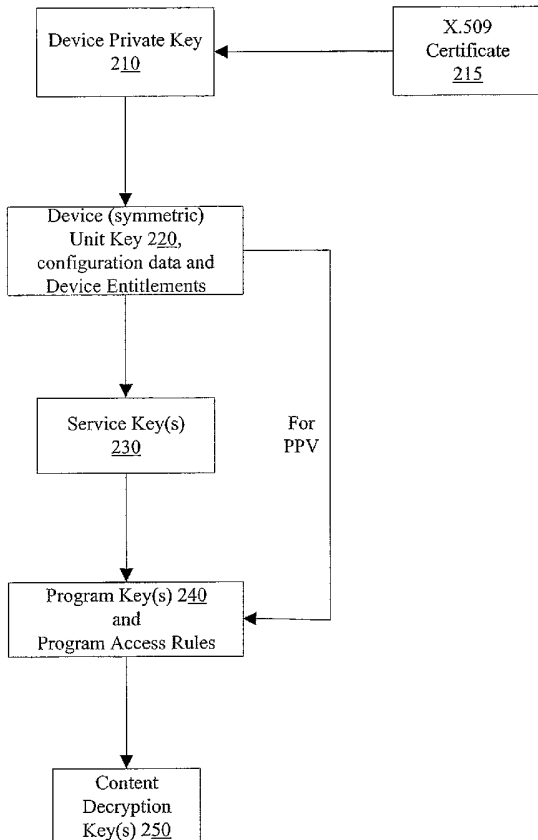 Device Private Key
210
X.509
Certificate
215
Device (symmetric)
Unit Key 220,
configuration data and
Device Entitlements
Service Key(s)
230
For
PPV
Program Key(s) 240
and
Program Access Rules
Content
Decryption
Key(s) 250